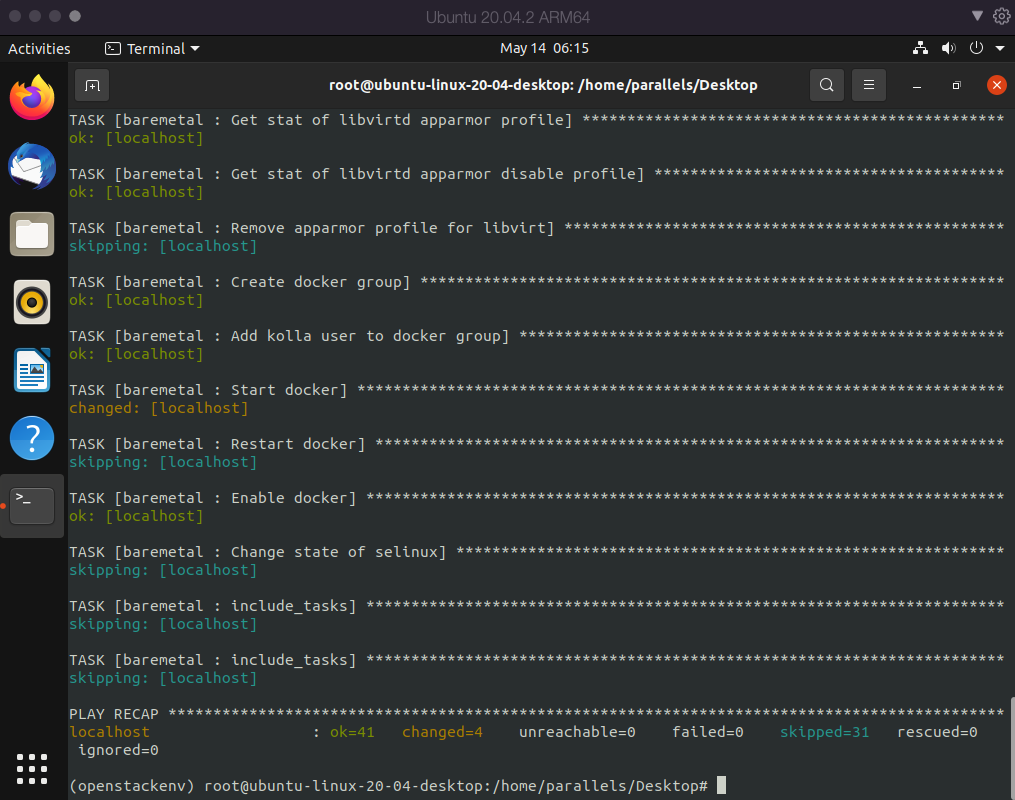 Ubuntu 20.04.2 ARM64
Activities Terminal May 14 06:15
root@ubuntu-linux-20-04-desktop: /home/parallels/Desktop
TASK [baremetal : Get stat of libvirtd apparmor profile] ***********************************************
ok: [localhost]
TASK [baremetal : Get stat of libvirtd apparmor disable profile] ***************************************
ok: [localhost]
TASK [baremetal : Remove apparmor profile for libvirt] *************************************************
skipping: [localhost]
TASK [baremetal : Create docker group] *****************************************************************
ok: [localhost]
TASK [baremetal : Add kolla user to docker group] ******************************************************
ok: [localhost]
TASK [baremetal : Start docker] ************************************************************************
changed: [localhost]
TASK [baremetal : Restart docker] **********************************************************************
skipping: [localhost]
TASK [baremetal : Enable docker] ***********************************************************************
ok: [localhost]
TASK [baremetal : Change state of selinux] *************************************************************
skipping: [localhost]
TASK [baremetal : include_tasks] ***********************************************************************
skipping: [localhost]
TASK [baremetal : include_tasks] ***********************************************************************
skipping: [localhost]
PLAY RECAP *********************************************************************************************
localhost : ok=41 changed=4 unreachable=0 failed=0 skipped=31 rescued=0
ignored=0
(openstackenv) root@ubuntu-linux-20-04-desktop:/home/parallels/Desktop#